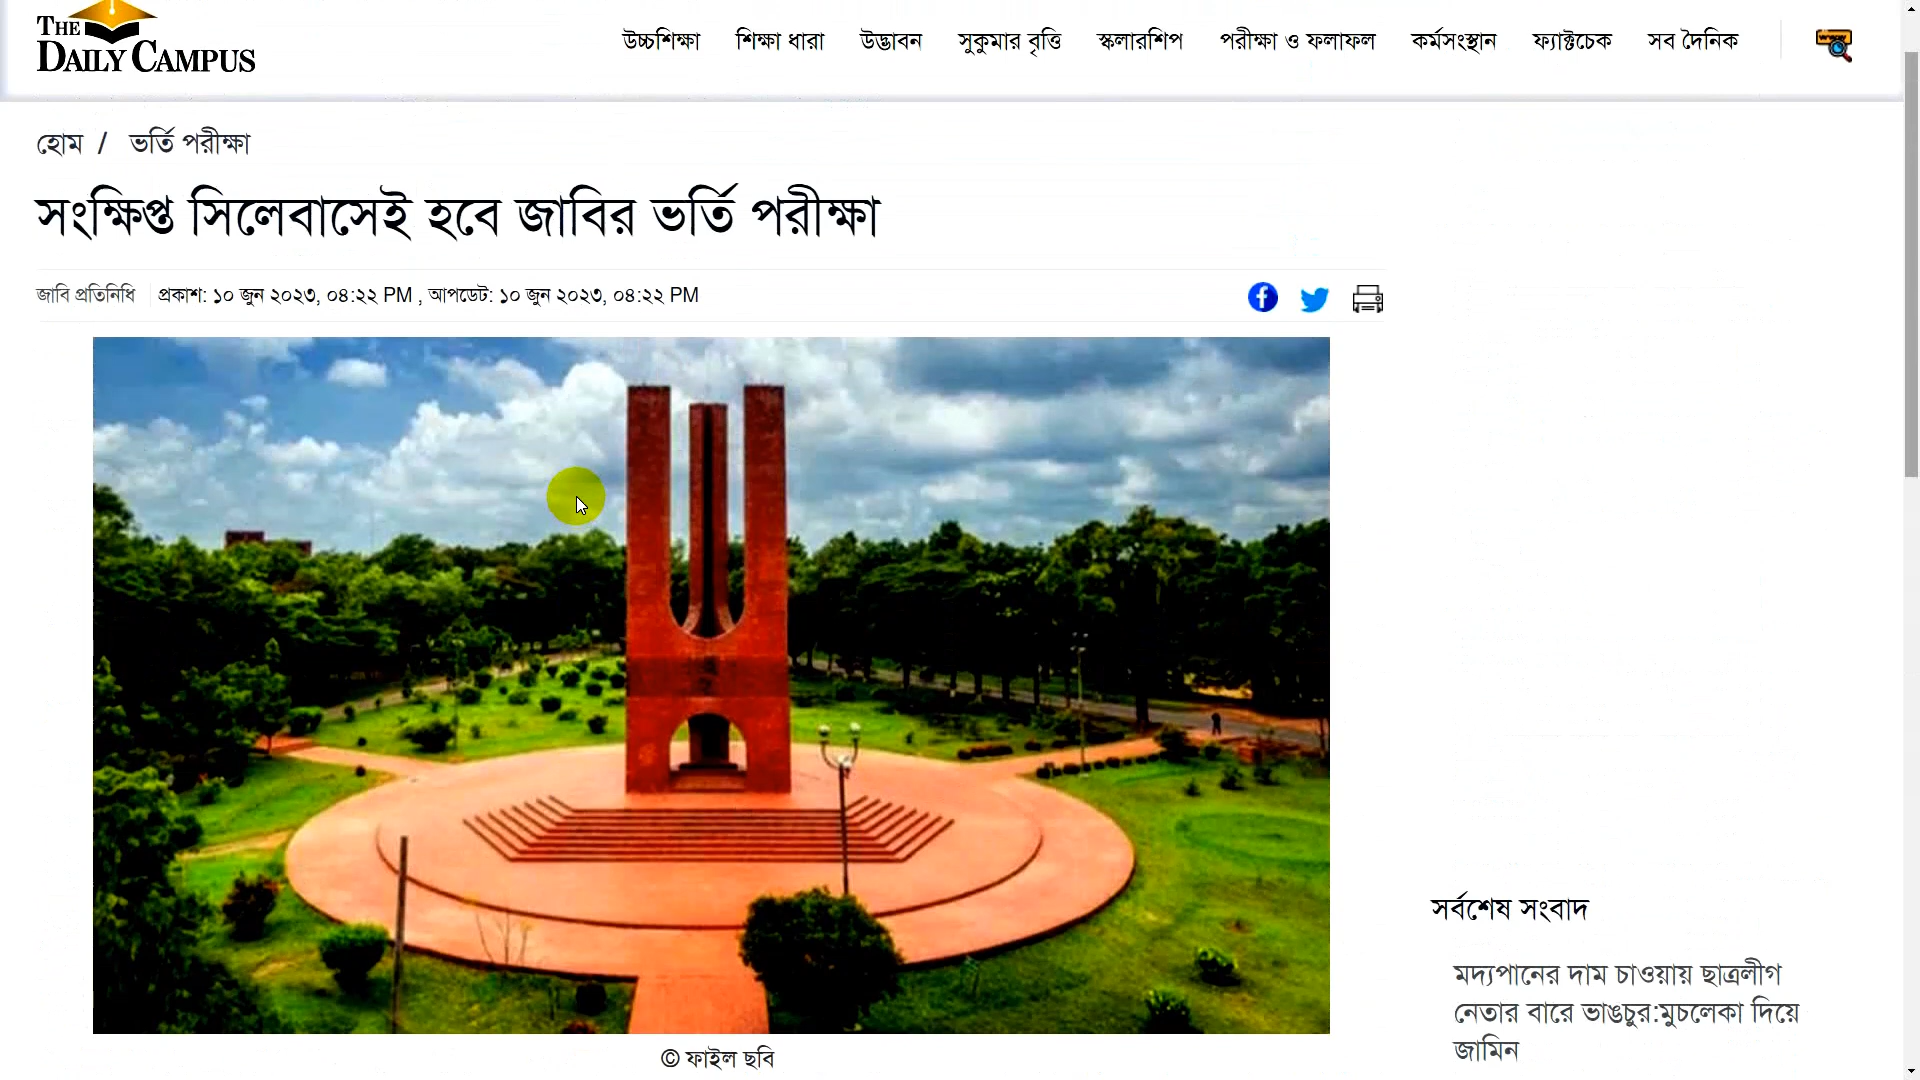 THE
DAILY CAMPUS
উচ্চশিক্ষা শিক্ষা ধারা উদ্ভাবন সুকুমার বৃত্তি স্কলারশিপ পরীক্ষা ও ফলাফল কর্মসংস্থান ফ্যাক্টচেক সব দৈনিক
হোম / ভর্তি পরীক্ষা
সংক্ষিপ্ত সিলেবাসেই হবে জাবির ভর্তি পরীক্ষা
জাবি প্রতিনিধি প্রকাশ: ১০ জুন ২০২৩, ০৪:২২ PM , আপডেট: ১০ জুন ২০২৩, ০৪:২২ PM
© ফাইল ছবি
সর্বশেষ সংবাদ
মদ্যপানের দাম চাওয়ায় ছাত্রলীগ
নেতার বারে ভাঙচুর:মুচলেকা দিয়ে
জামিন